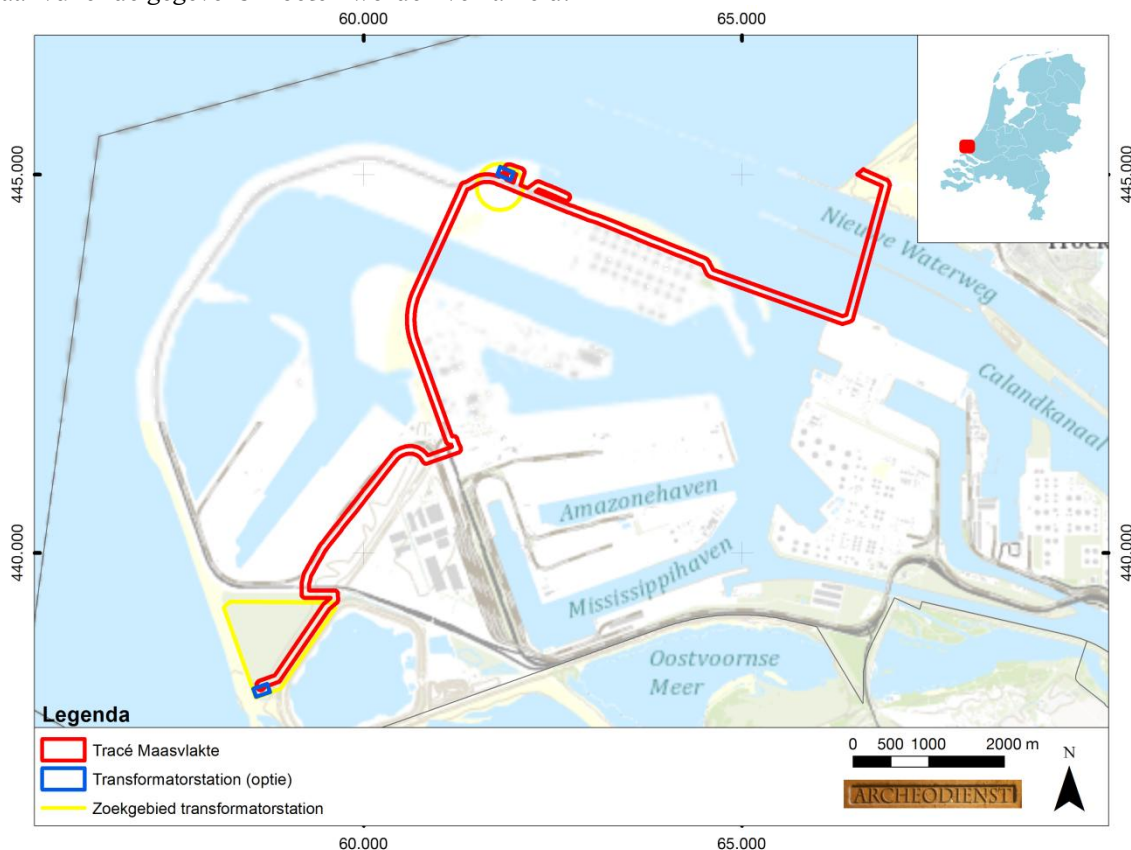 60.000
65.000
445.000
445.000
Nieuwe Waterweg
Calandkanaal
Amazonehaven
440.000
440.000
Mississippihaven
Oostvoornse
Meer
Legenda
Tracé Maasvlakte
Transformatorstation (optie)
Zoekgebied transformatorstation
0 500 1000 2000 m
N
ARCHEODIENST
60.000
65.000